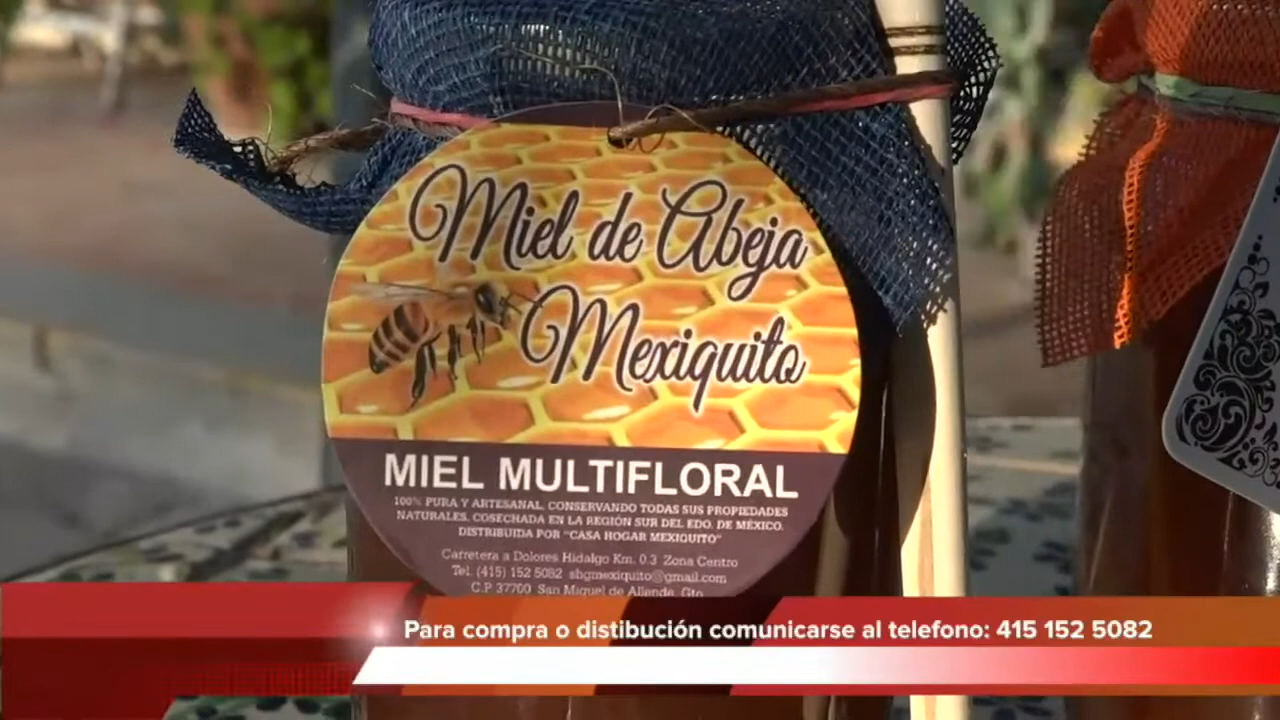 Miel de Abeja
Mexiquito
MIEL MULTIFLORAL
100% PURA Y ARTESANAL, CONSERVANDO TODAS SUS PROPIEDADES
NATURALES. COSECHADA EN LA REGIÓN SUR DEL EDO. DE MÉXICO.
DISTRIBUIDA POR "CASA HOGAR MEXIQUITO"
Carretera a Dolores Hidalgo Km. 0.3 Zona Centro
Tel. (415) 152 5082 sbgmexiquito@gmail.com
C.P 37700 San Miguel de Allende, Gto.
Para compra o distibución comunicarse al telefono: 415 152 5082